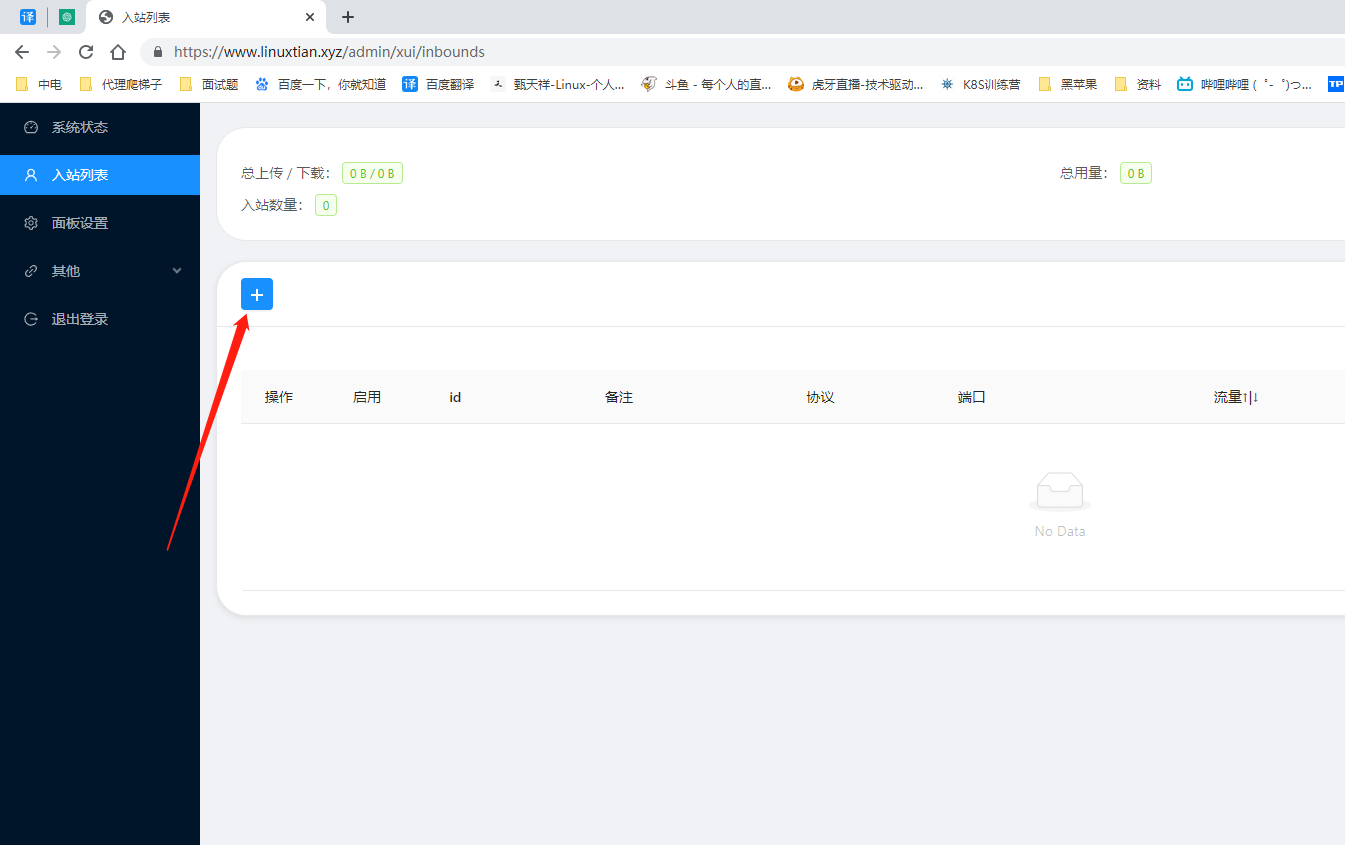 译 入站列表
https://www.linuxtian.xyz/admin/xui/inbounds
中电 代理爬梯子 面试题 百度一下，你就知道 译 百度翻译 甄天祥-Linux-个人... 斗鱼 - 每个人的直... 虎牙直播-技术驱动... K8S训练营 黑苹果 资料 哔哩哔哩 ( ゜- ゜)つ... TP
系统状态
入站列表
面板设置
其他
退出登录
总上传 / 下载： 0 B / 0 B 总用量： 0 B
入站数量： 0
+
操作 启用 id 备注 协议 端口 流量↑|↓
No Data